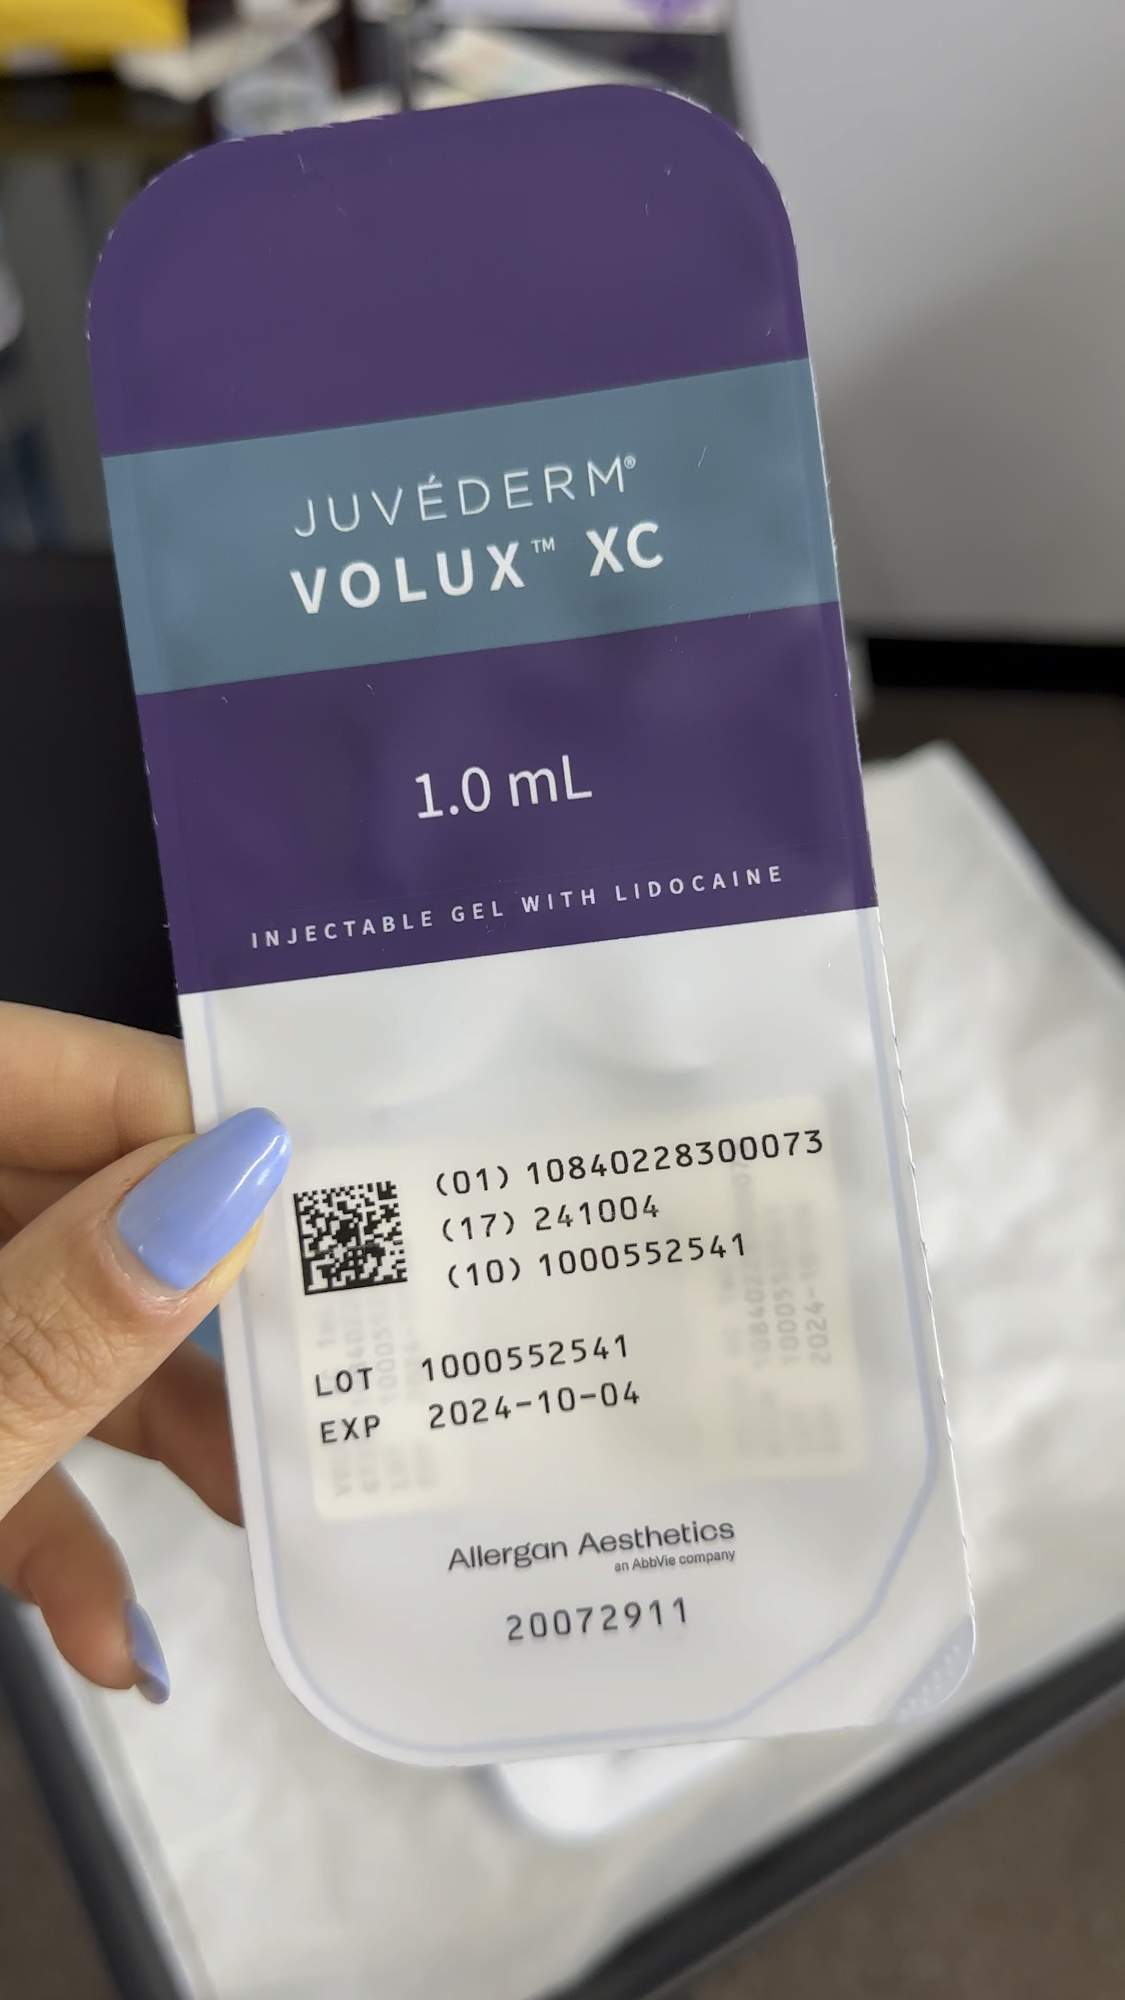 JUVÉDERM®
VOLUX™ XC
1.0 mL
INJECTABLE GEL WITH LIDOCAINE
(01) 10840228300073
(17) 241004
(10) 1000552541
LOT 1000552541
EXP 2024-10-04
Allergan Aesthetics
an AbbVie company
20072911